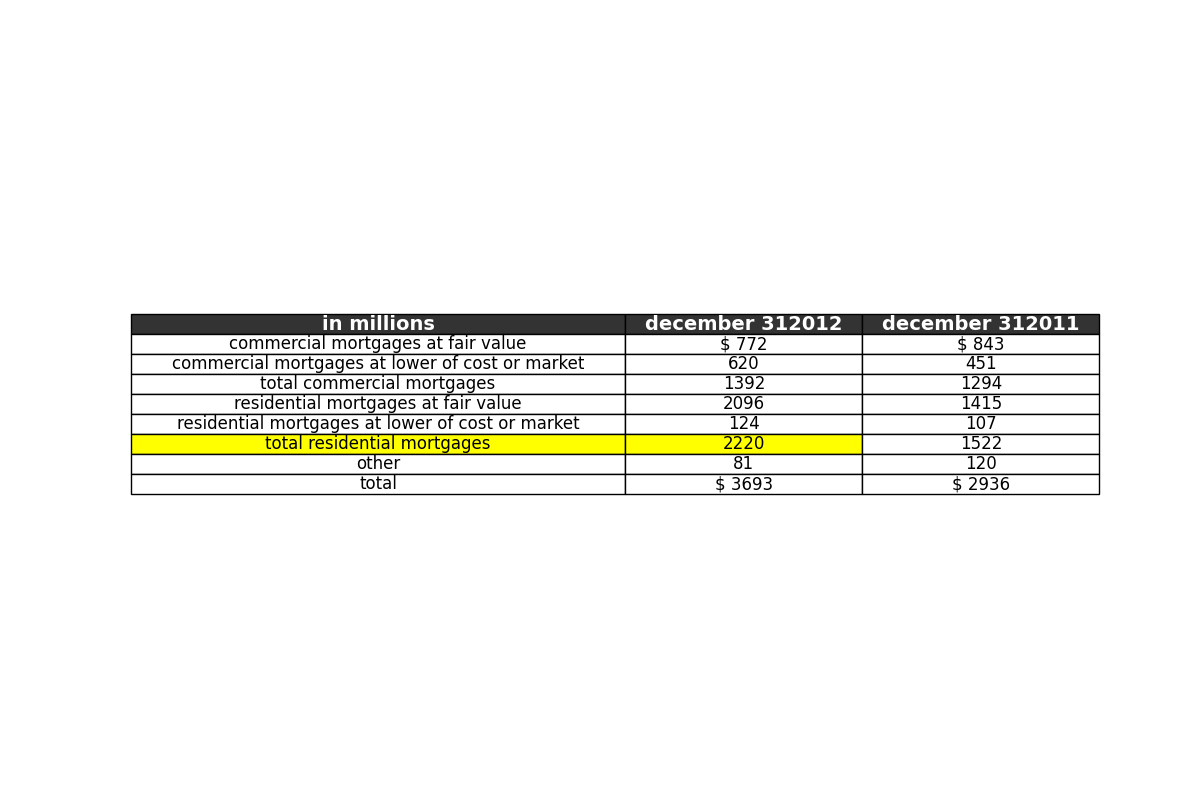 in millions december 312012 december 312011
commercial mortgages at fair value $ 772 $ 843
commercial mortgages at lower of cost or market 620 451
total commercial mortgages 1392 1294
residential mortgages at fair value 2096 1415
residential mortgages at lower of cost or market 124 107
total residential mortgages 2220 1522
other 81 120
total $ 3693 $ 2936